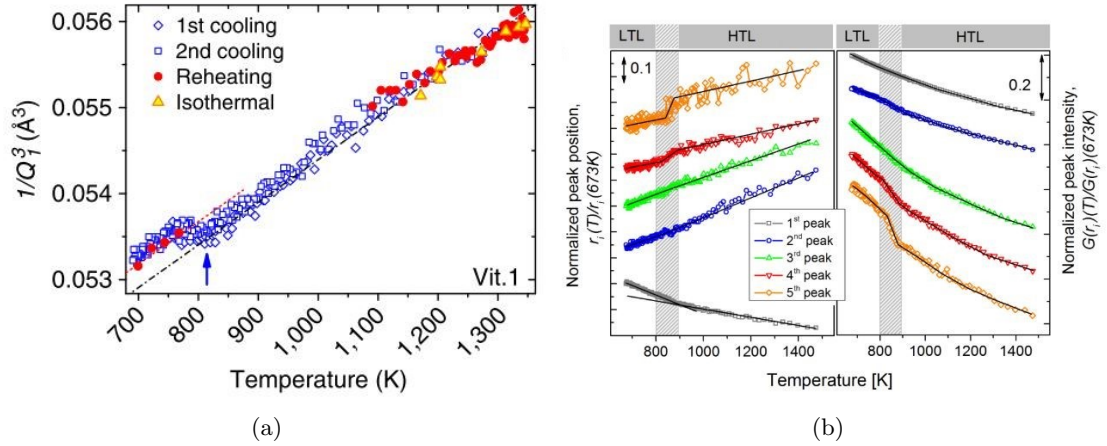 a
1st cooling
2nd cooling
Reheating
Isothermal
0.056
0.055
0.054
0.053
1/Q₁³ (Å³)
Vit.1
700
800
900
1,000
1,100
1,200
1,300
Temperature (K)
(a)
LTL HTL LTL HTL
0.1
0.2
Normalized peak position,
rᵢ(T)/rᵢ(673K)
1ˢᵗ peak
2ⁿᵈ peak
3ʳᵈ peak
4ᵗʰ peak
5ᵗʰ peak
Normalized peak intensity,
G(rᵢ)(T)/G(rᵢ)(673K)
800 1000 1200 1400 800 1000 1200 1400
Temperature [K]
(b)